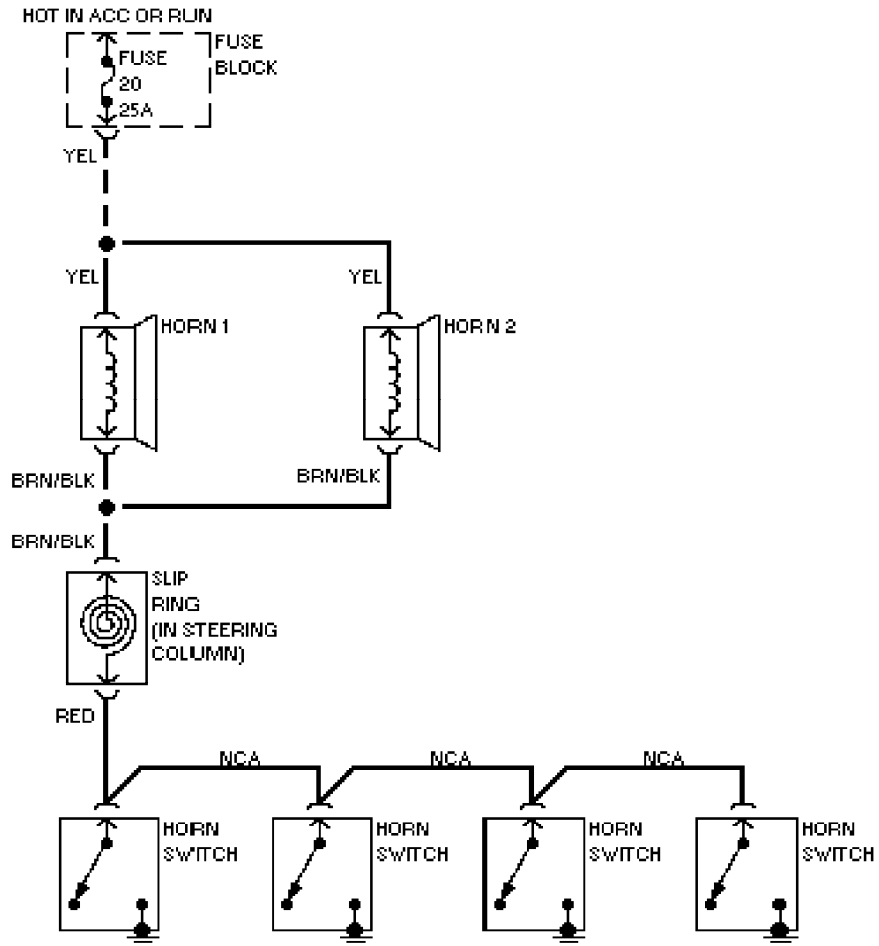 HOT IN ACC OR RUN
FUSE
BLOCK
FUSE
20
25A
YEL
YEL
YEL
HORN 1
HORN 2
BRN/BLK
BRN/BLK
BRN/BLK
SLIP
RING
(IN STEERING
COLUMN)
RED
NCA
NCA
NCA
HORN
SWITCH
HORN
SWITCH
HORN
SWITCH
HORN
SWITCH